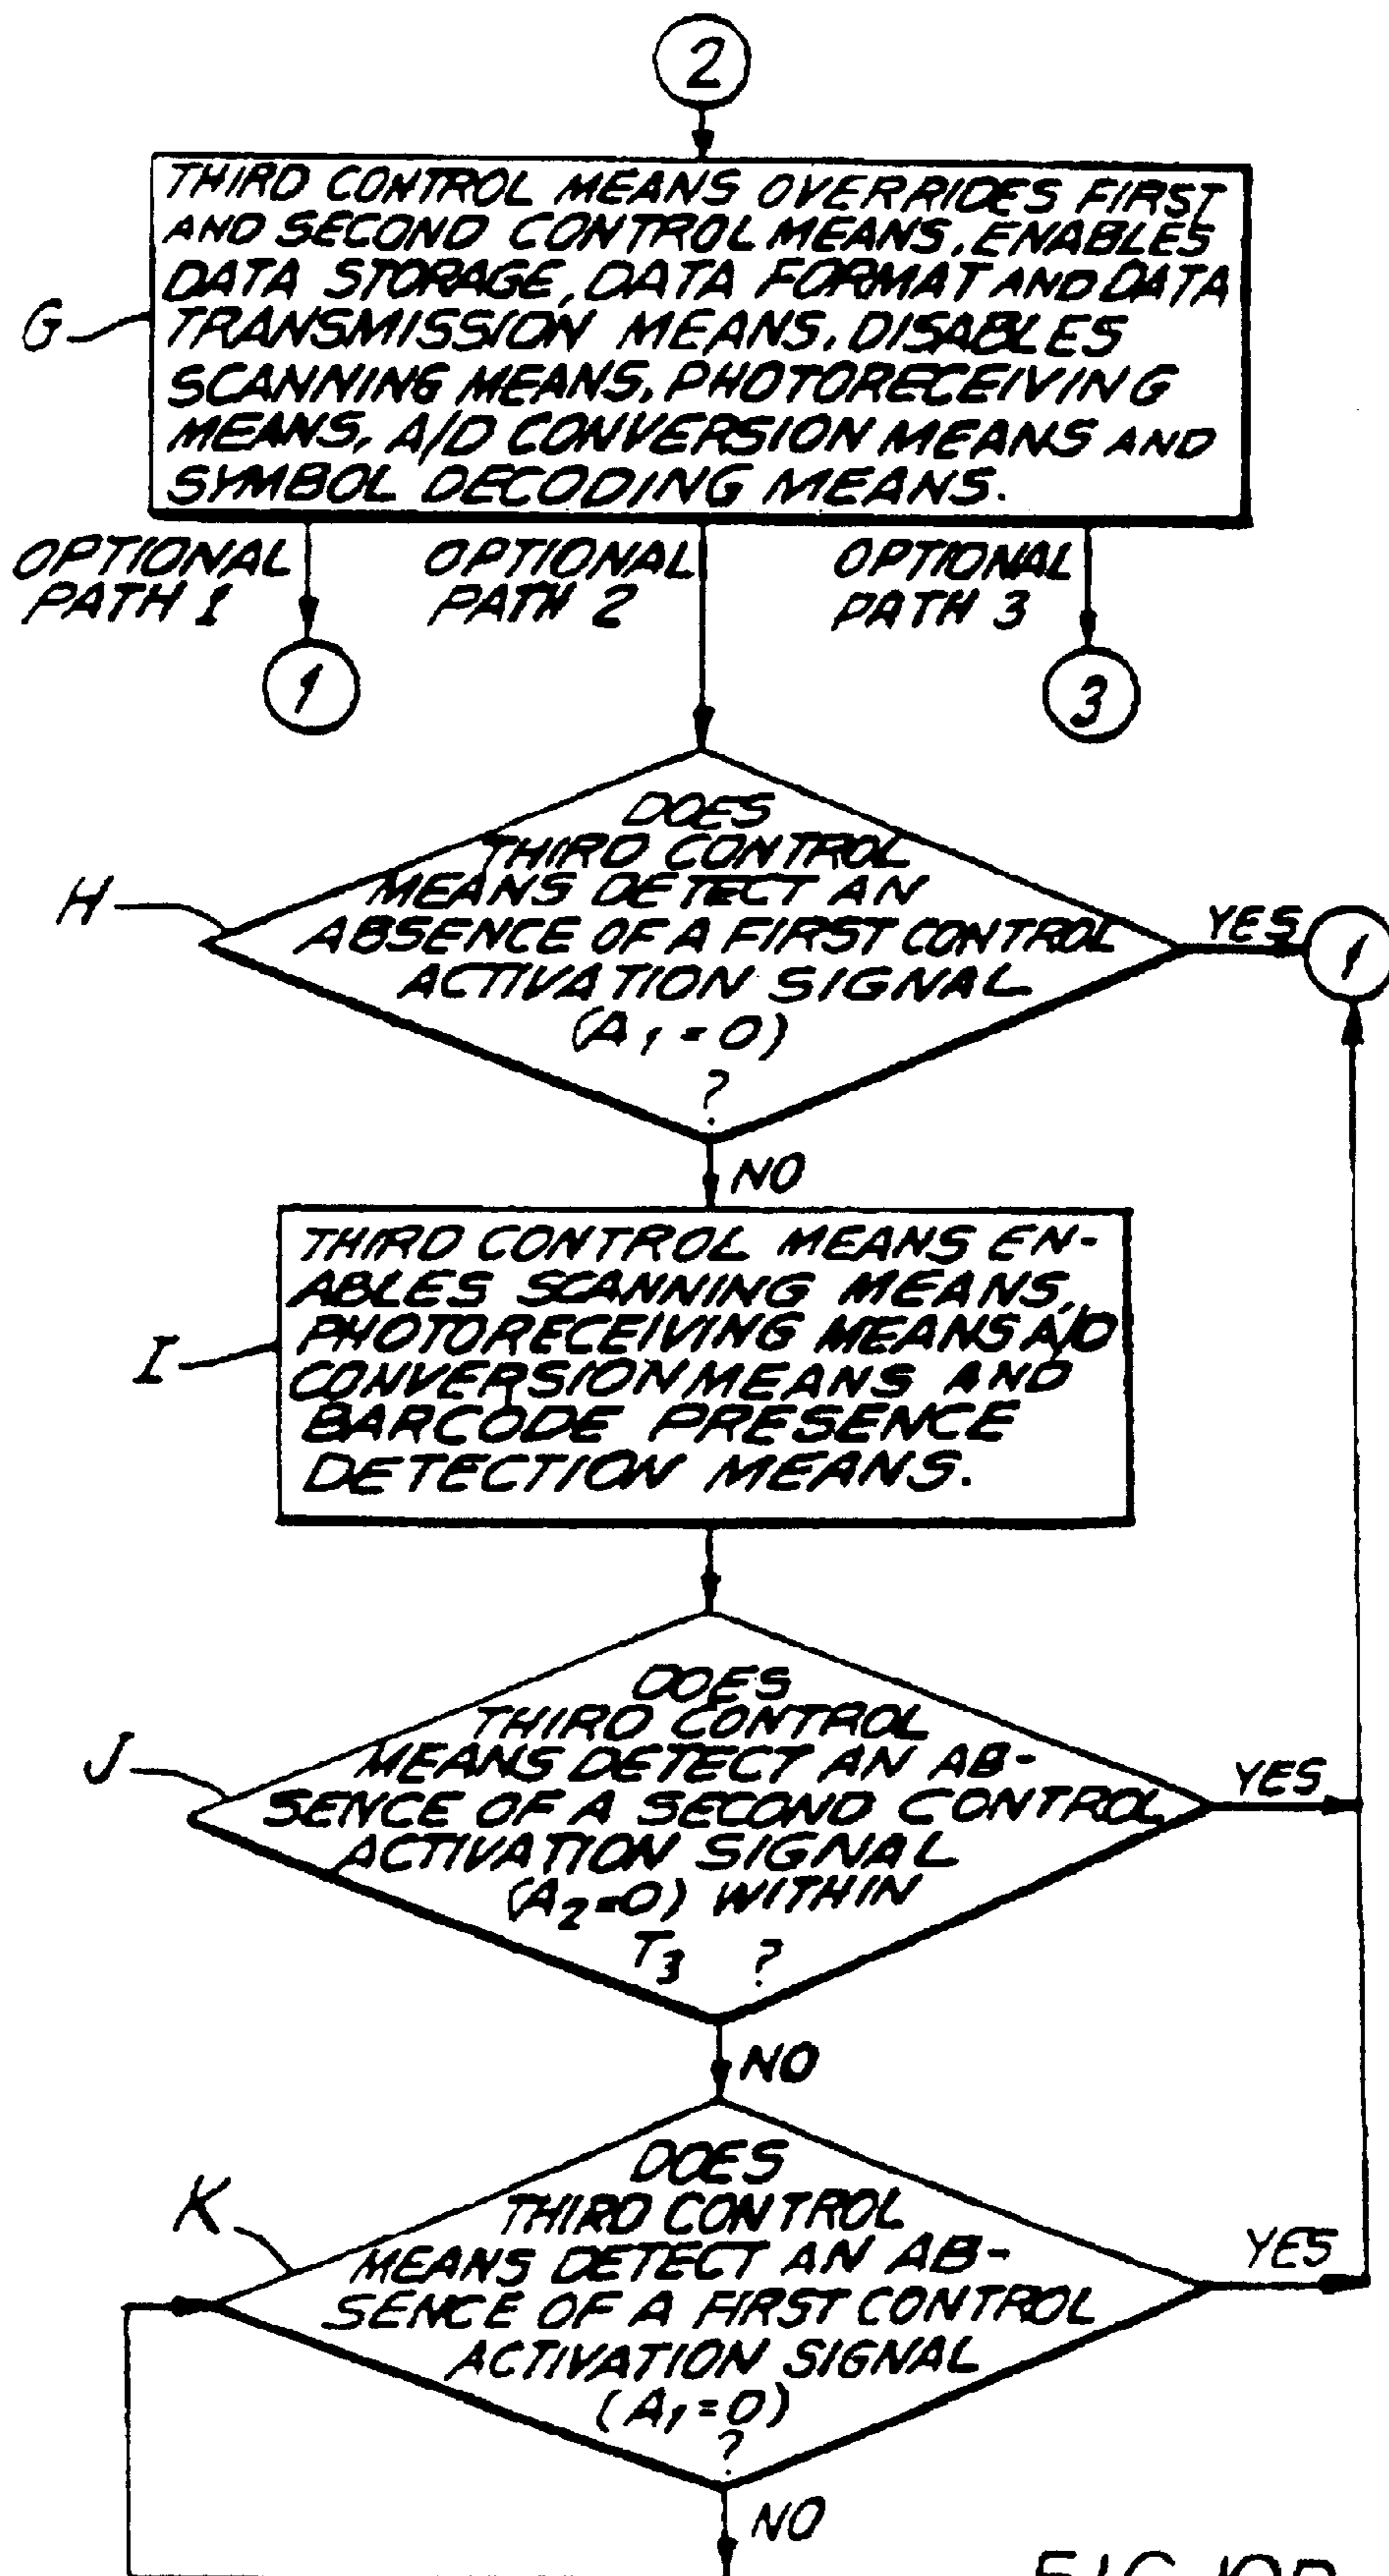 2
THIRD CONTROL MEANS OVERRIDES FIRST
AND SECOND CONTROL MEANS, ENABLES
DATA STORAGE, DATA FORMAT AND DATA
TRANSMISSION MEANS, DISABLES
SCANNING MEANS, PHOTORECEIVING
MEANS, A/D CONVERSION MEANS AND
SYMBOL DECODING MEANS.
G
OPTIONAL
PATH 1
OPTIONAL
PATH 2
OPTIONAL
PATH 3
1
3
DOES
THIRD CONTROL
MEANS DETECT AN
ABSENCE OF A FIRST CONTROL
ACTIVATION SIGNAL
(A1 = 0)
?
H
YES
1
NO
THIRD CONTROL MEANS EN-
ABLES SCANNING MEANS,
PHOTORECEIVING MEANS A/D
CONVERSION MEANS AND
BARCODE PRESENCE
DETECTION MEANS.
I
DOES
THIRD CONTROL
MEANS DETECT AN AB-
SENCE OF A SECOND CONTROL
ACTIVATION SIGNAL
(A2=0) WITHIN
T3 ?
J
YES
NO
DOES
THIRD CONTROL
MEANS DETECT AN AB-
SENCE OF A FIRST CONTROL
ACTIVATION SIGNAL
(A1=0)
?
K
YES
NO